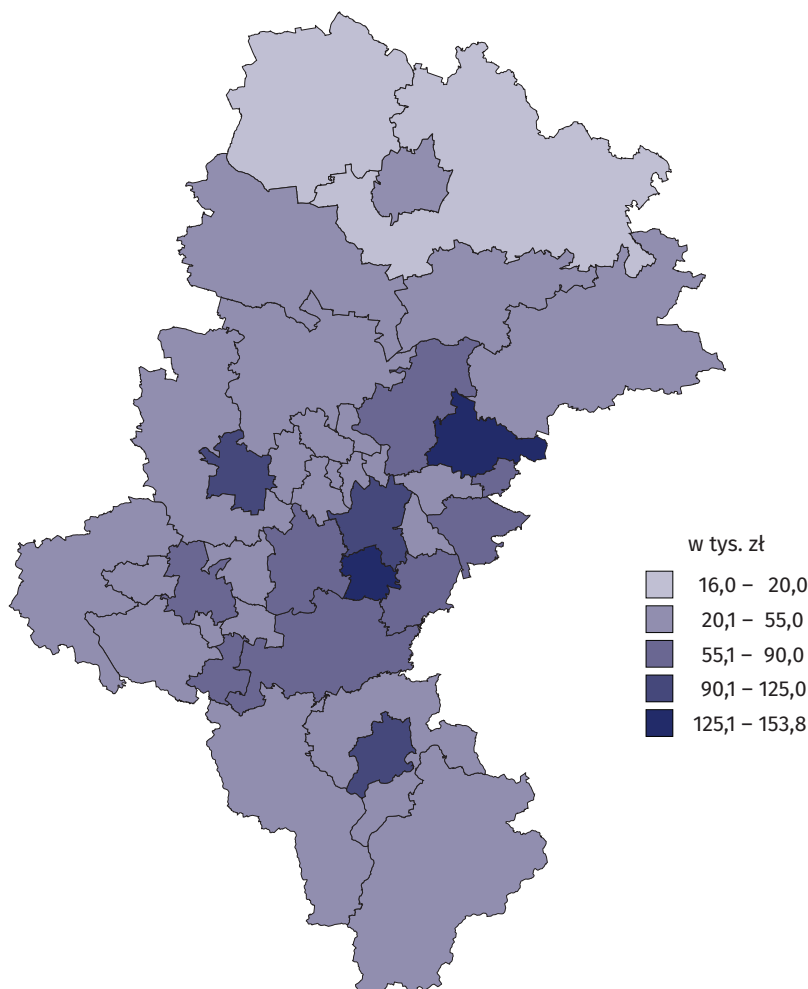 w tys. zł
16,0 – 20,0
20,1 – 55,0
55,1 – 90,0
90,1 – 125,0
125,1 – 153,8